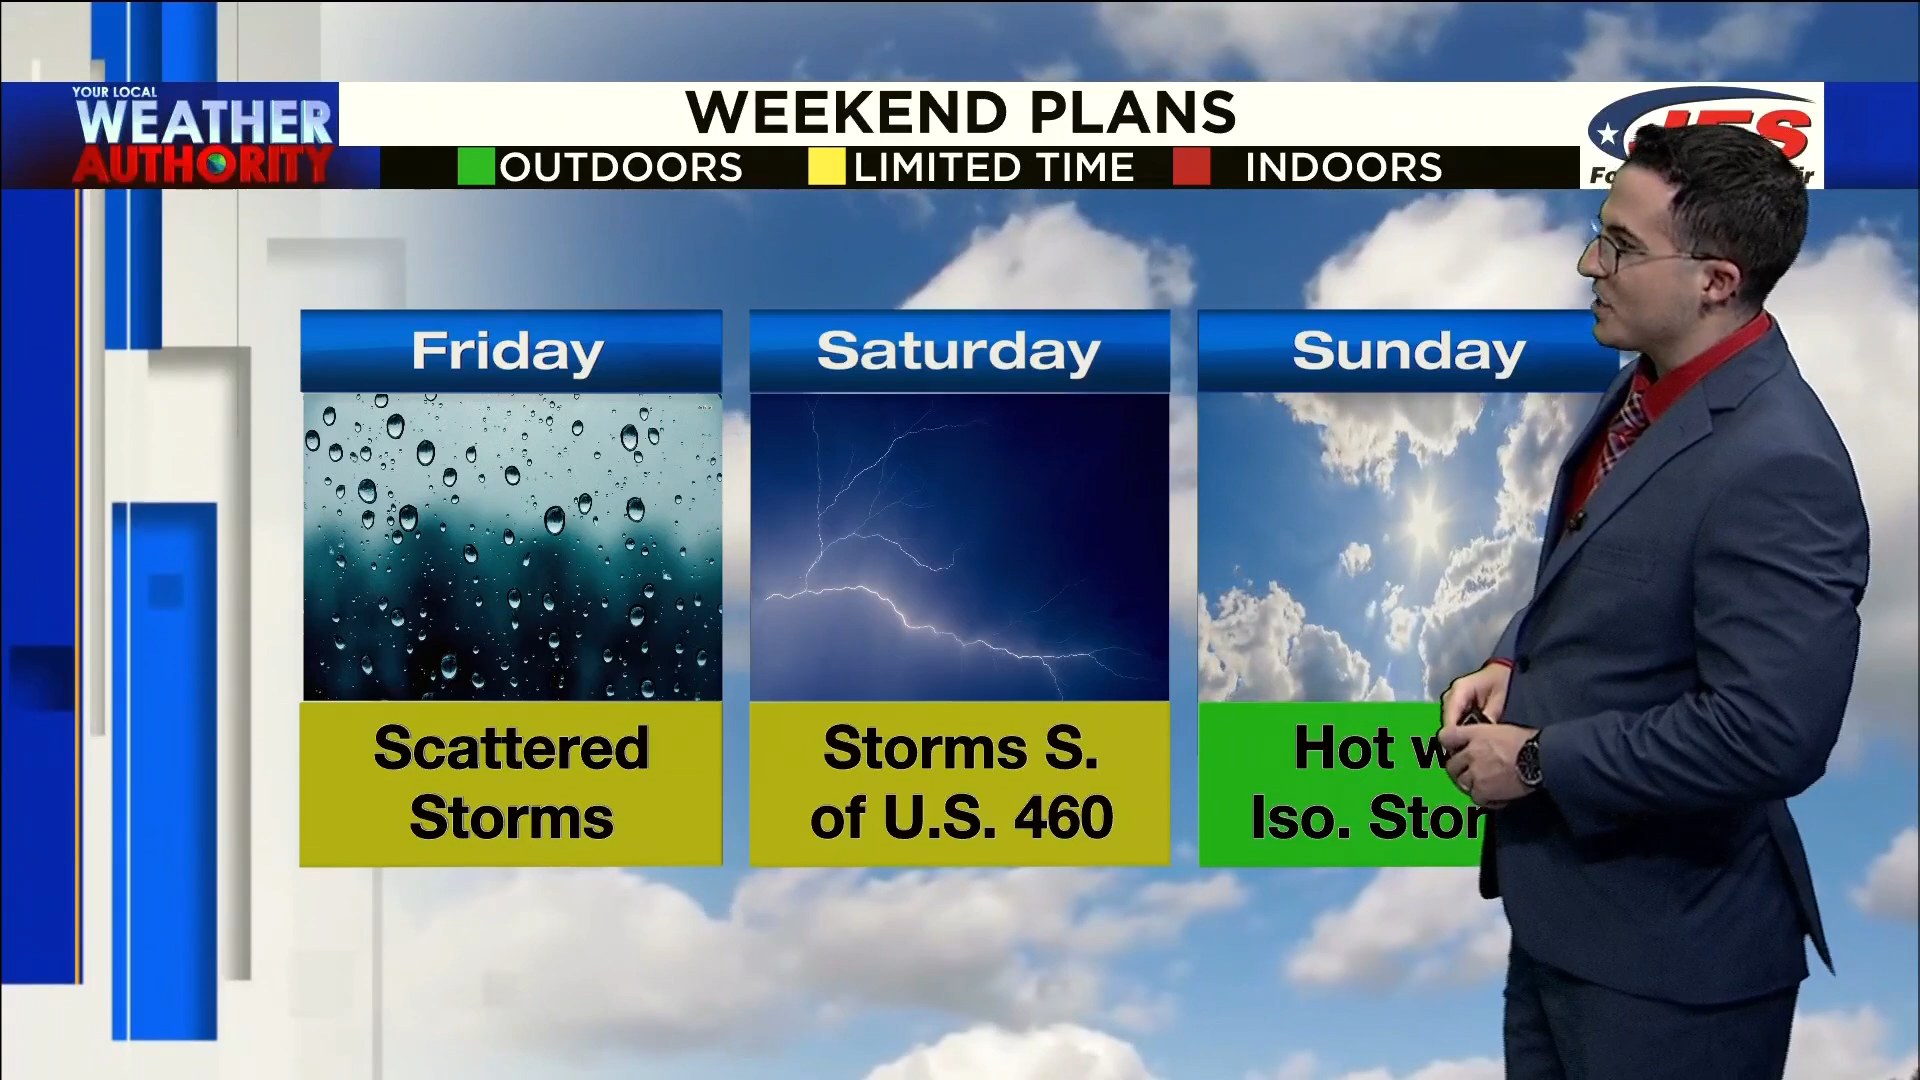 YOUR LOCAL
WEATHER
AUTHORITY
WEEKEND PLANS
OUTDOORS LIMITED TIME INDOORS
Friday
Scattered
Storms
Saturday
Storms S.
of U.S. 460
Sunday
Hot
Iso.